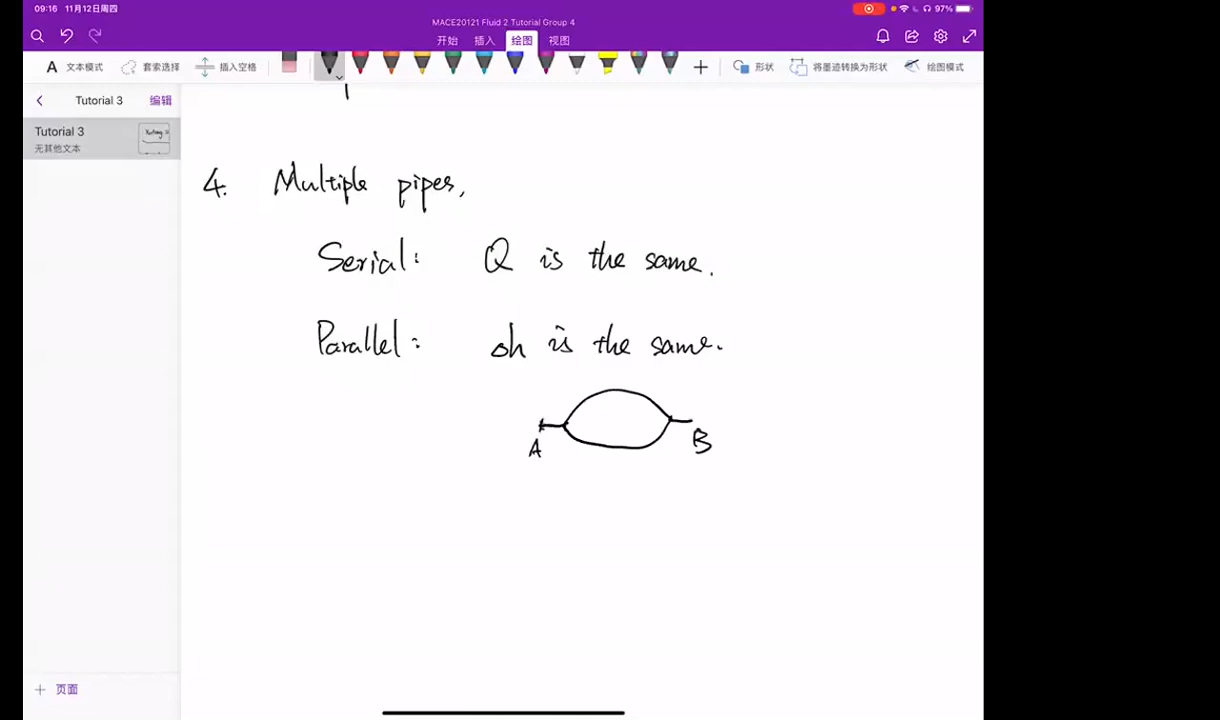 09:16 11月12日周四
97%
MACE20121 Fluid 2 Tutorial Group 4
开始 插入 绘图 视图
A 文本模式 套索选择 插入空格 形状 将墨迹转换为形状 绘图模式
Tutorial 3 编辑
Tutorial 3
无其他文本
4. Multiple pipes,
Serial: Q is the same.
Parallel: Δh is the same.
A
B
+ 页面